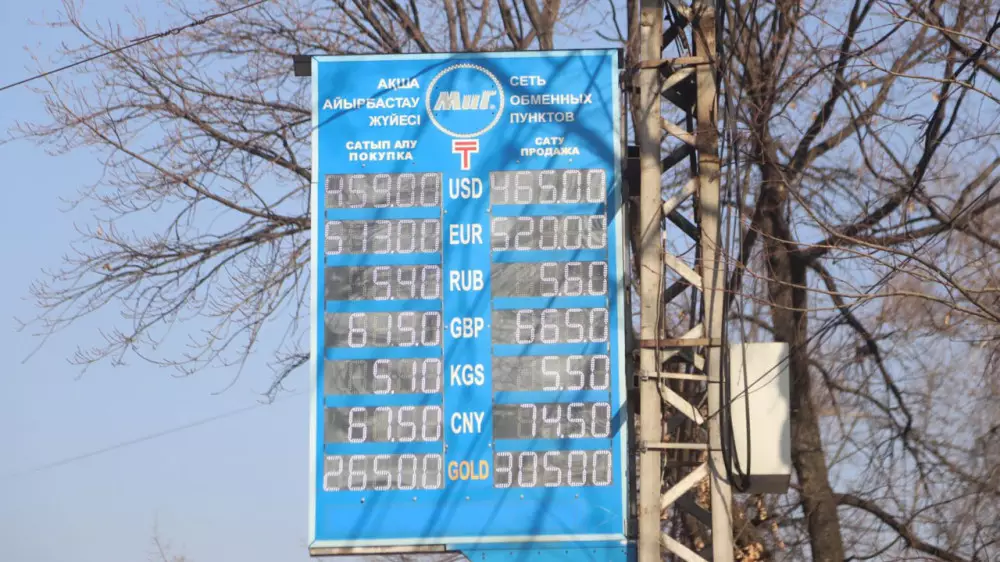 АҚША
АЙЫРБАСТАУ
ЖҮЙЕСІ
МиГ
СЕТЬ
ОБМЕННЫХ
ПУНКТОВ
САТЫП АЛУ
ПОКУПКА
₸
САТУ
ПРОДАЖА
459.00 USD 465.00
513.00 EUR 520.00
5.40 RUB 5.60
615.0 GBP 665.0
5.10 KGS 5.50
67.50 CNY 74.50
26500 GOLD 30500